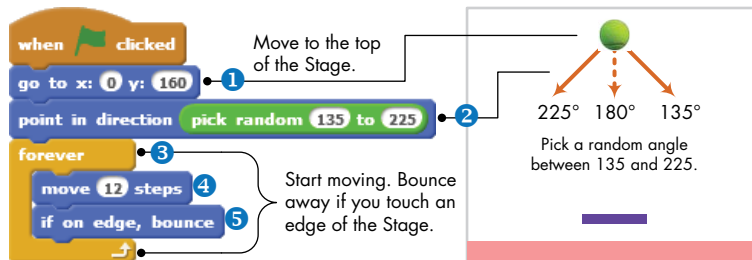 when clicked
go to x: 0 y: 160
1
Move to the top
of the Stage.
point in direction pick random 135 to 225
2
forever
3
move 12 steps
4
if on edge, bounce
5
Start moving. Bounce
away if you touch an
edge of the Stage.
225° 180° 135°
Pick a random angle
between 135 and 225.